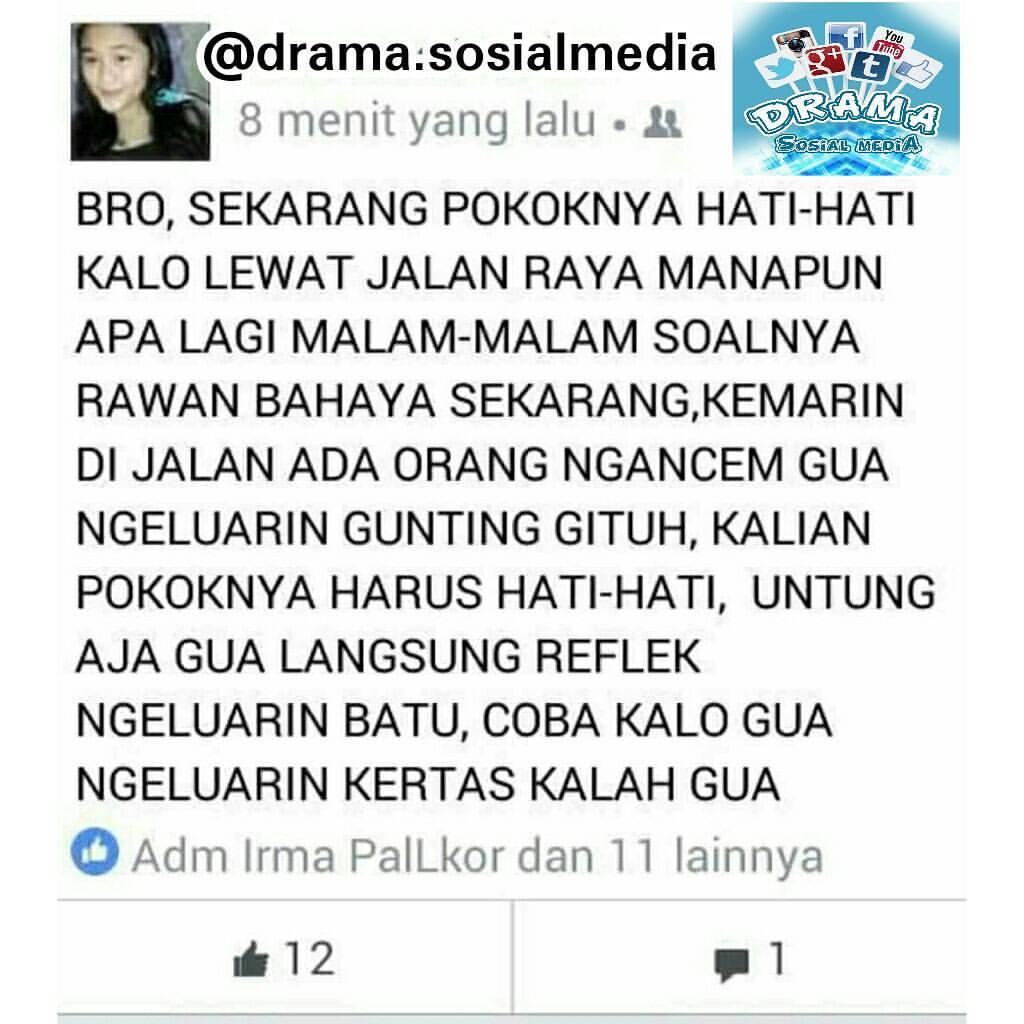 @drama.sosialmedia
You
Tube
f
g+
t
DRAMA
SOSIAL MEDIA
8 menit yang lalu •
BRO, SEKARANG POKOKNYA HATI-HATI
KALO LEWAT JALAN RAYA MANAPUN
APA LAGI MALAM-MALAM SOALNYA
RAWAN BAHAYA SEKARANG,KEMARIN
DI JALAN ADA ORANG NGANCEM GUA
NGELUARIN GUNTING GITUH, KALIAN
POKOKNYA HARUS HATI-HATI, UNTUNG
AJA GUA LANGSUNG REFLEK
NGELUARIN BATU, COBA KALO GUA
NGELUARIN KERTAS KALAH GUA
Adm Irma PalLkor dan 11 lainnya
12
1